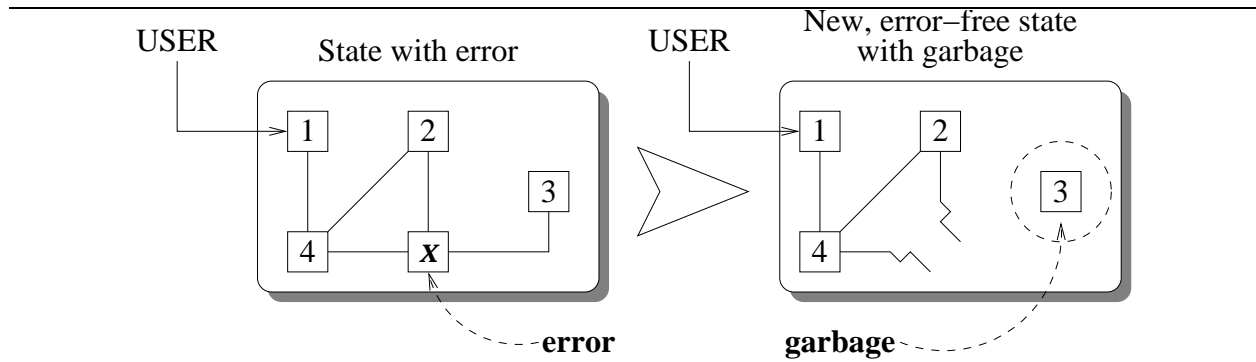 USER
State with error
1
2
3
4
X
error
USER
New, error-free state
with garbage
1
2
3
4
garbage